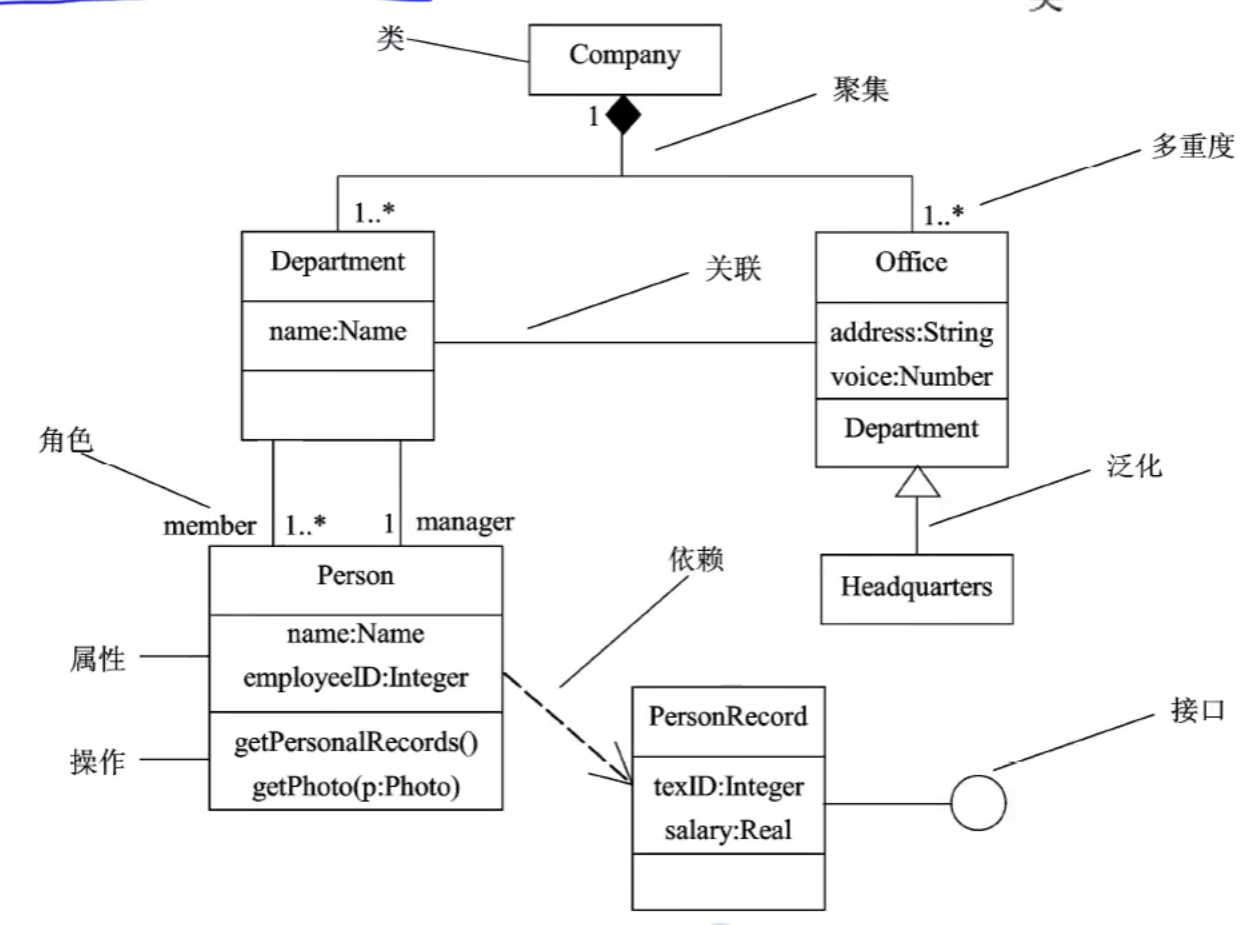 类
Company
聚集
1
多重度
1..*
1..*
Department
Office
关联
name:Name
address:String
voice:Number
Department
角色
泛化
member
1..*
1
manager
依赖
Person
Headquarters
name:Name
属性
employeeID:Integer
PersonRecord
接口
getPersonalRecords()
操作
getPhoto(p:Photo)
texID:Integer
salary:Real